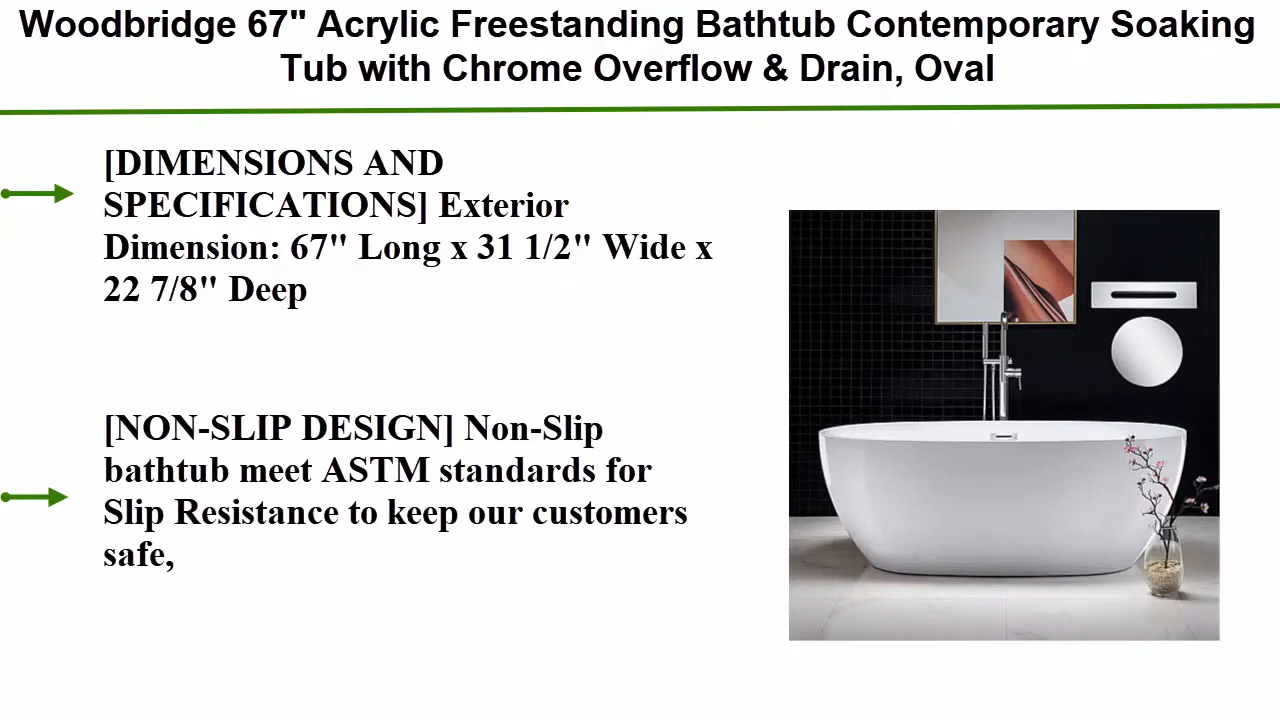 Woodbridge 67" Acrylic Freestanding Bathtub Contemporary Soaking
Tub with Chrome Overflow & Drain, Oval
[DIMENSIONS AND
SPECIFICATIONS] Exterior
Dimension: 67" Long x 31 1/2" Wide x
22 7/8" Deep
[NON-SLIP DESIGN] Non-Slip
bathtub meet ASTM standards for
Slip Resistance to keep our customers
safe,